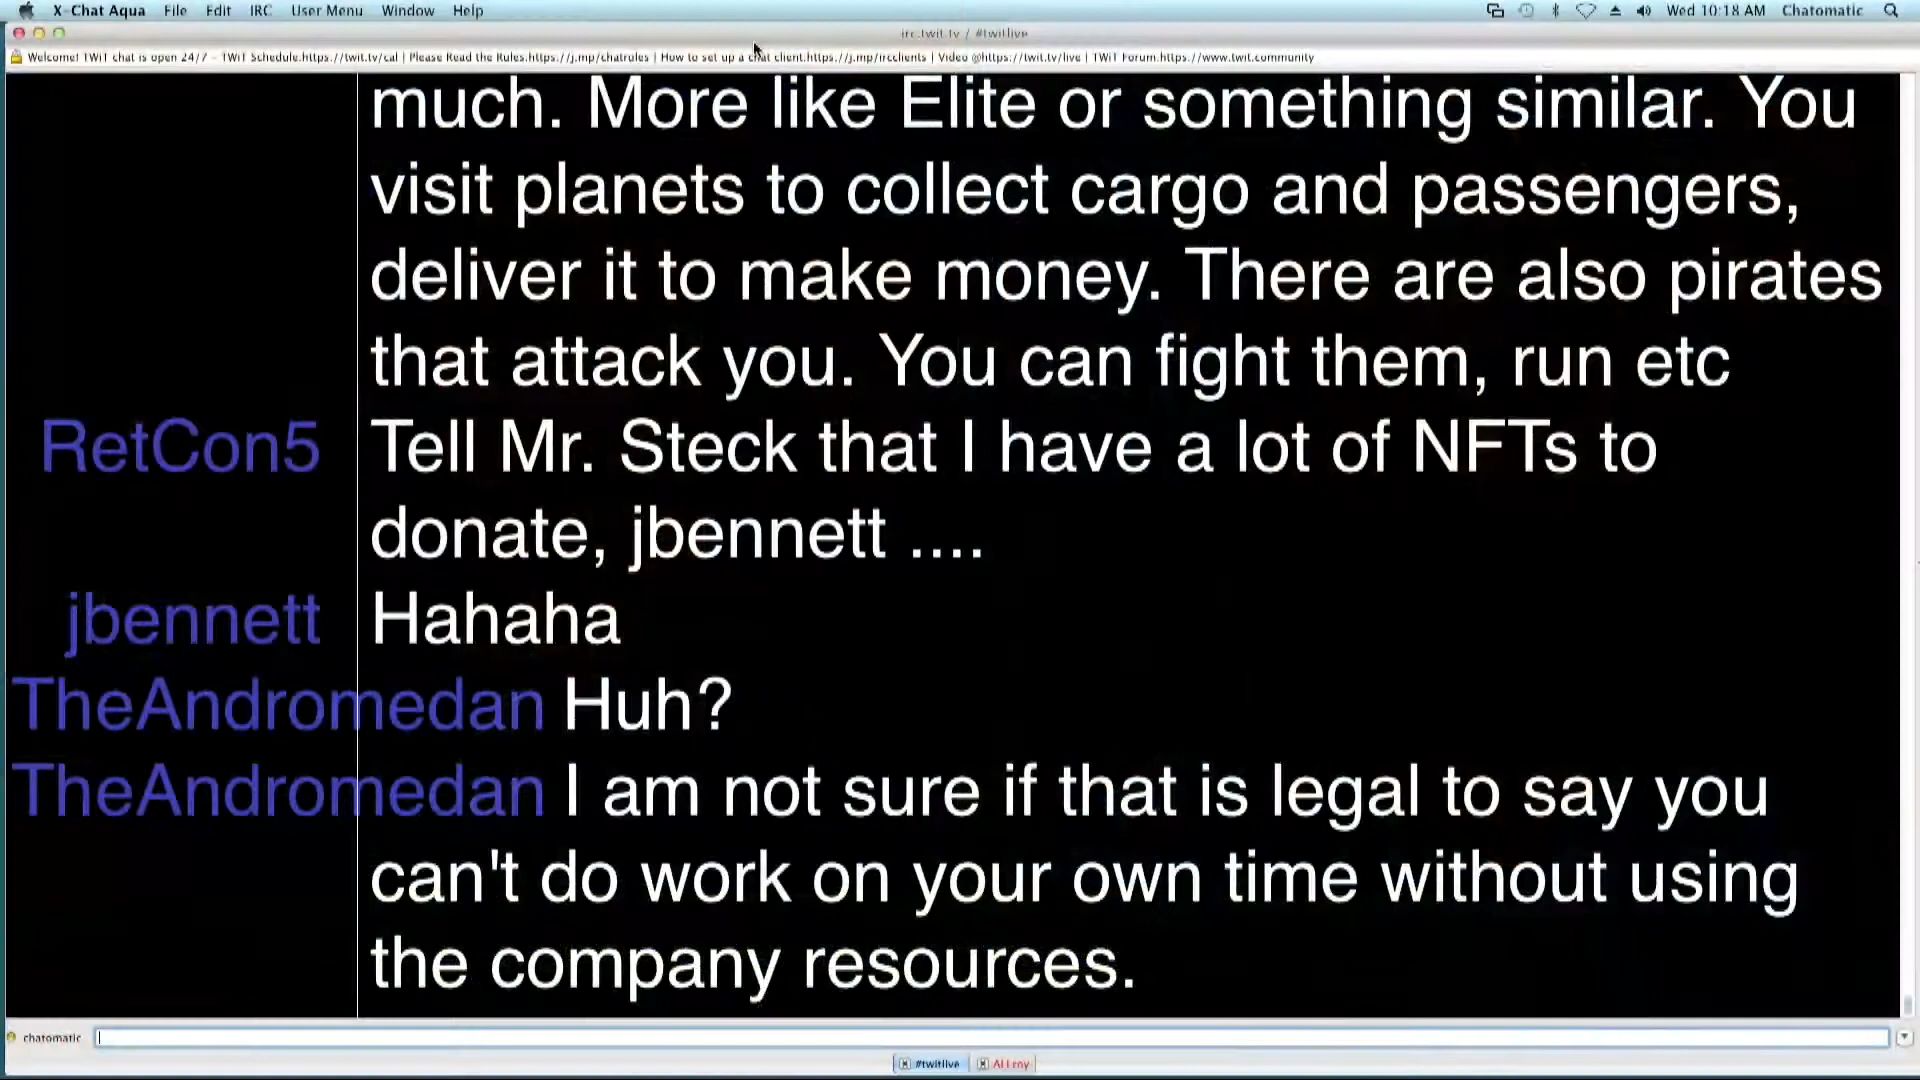 X-Chat Aqua File Edit IRC User Menu Window Help Wed 10:18 AM Chatomatic
irc.twit.tv / #twitlive
Welcome! TWiT chat is open 24/7 - TWiT Schedule.https://twit.tv/cal | Please Read the Rules.https://j.mp/chatrules | How to set up a chat client.https://j.mp/ircclients | Video @https://twit.tv/live | TWiT Forum.https://www.twit.community
much. More like Elite or something similar. You
visit planets to collect cargo and passengers,
deliver it to make money. There are also pirates
that attack you. You can fight them, run etc
RetCon5 Tell Mr. Steck that I have a lot of NFTs to
donate, jbennett ....
jbennett Hahaha
TheAndromedan Huh?
TheAndromedan I am not sure if that is legal to say you
can't do work on your own time without using
the company resources.
chatomatic
#twitlive